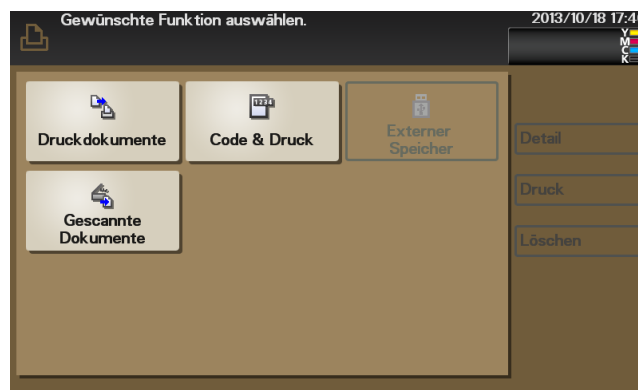 Gewünschte Funktion auswählen.
2013/10/18 17:4
Y
M
C
K
Druckdokumente
Code & Druck
Externer
Speicher
Gescannte
Dokumente
Detail
Druck
Löschen